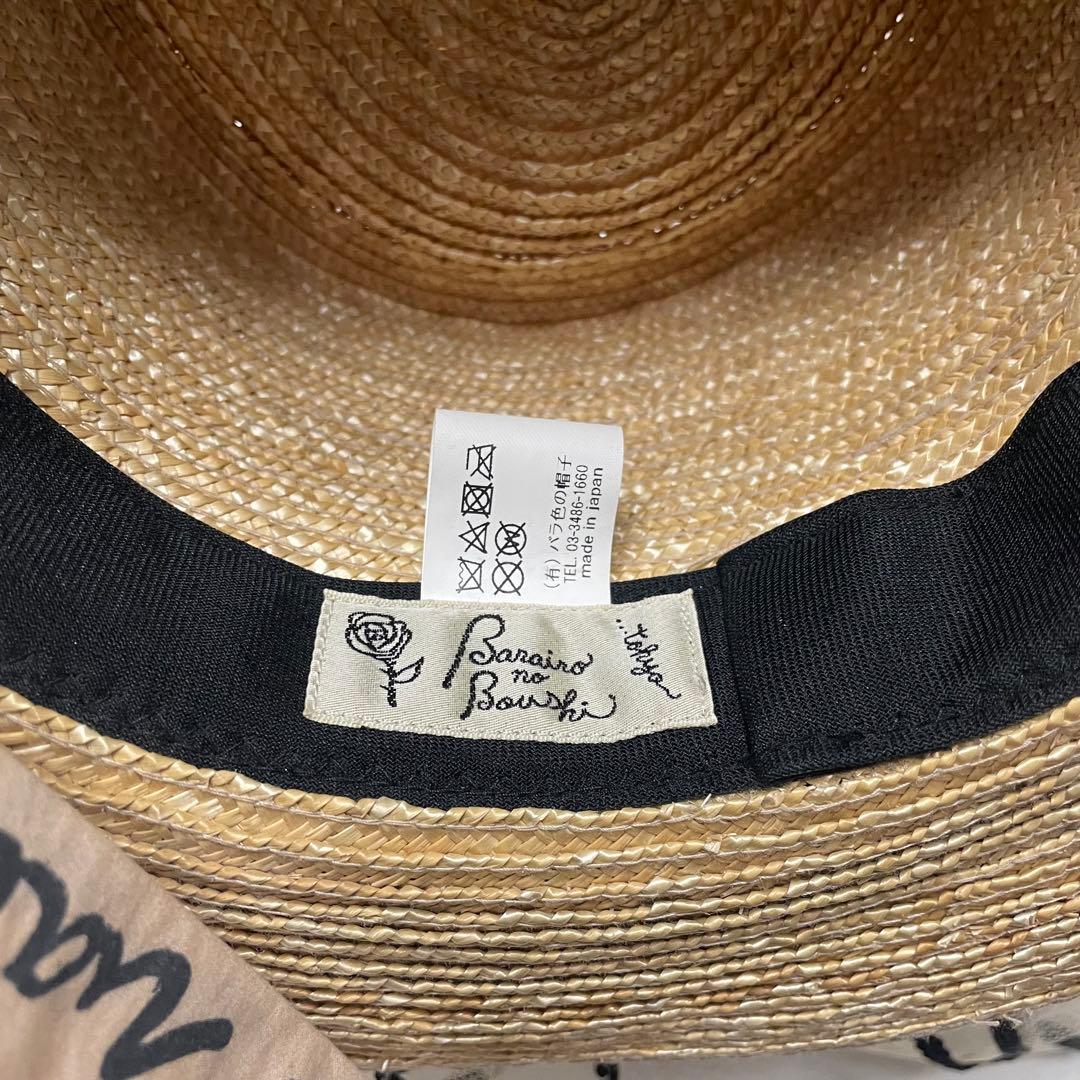 (有)バラ色の帽子
TEL. 03-3486-1660
made in japan
Barairo
no
Boushi
...tokyo